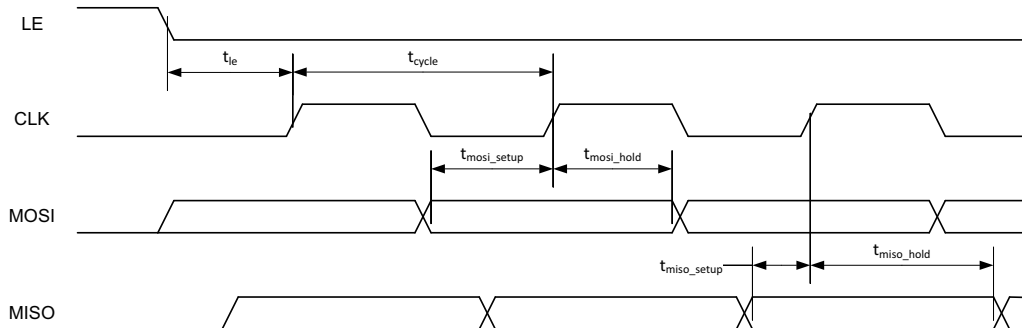 LE
t_le
t_cycle
CLK
t_mosi_setup
t_mosi_hold
MOSI
t_miso_setup
t_miso_hold
MISO